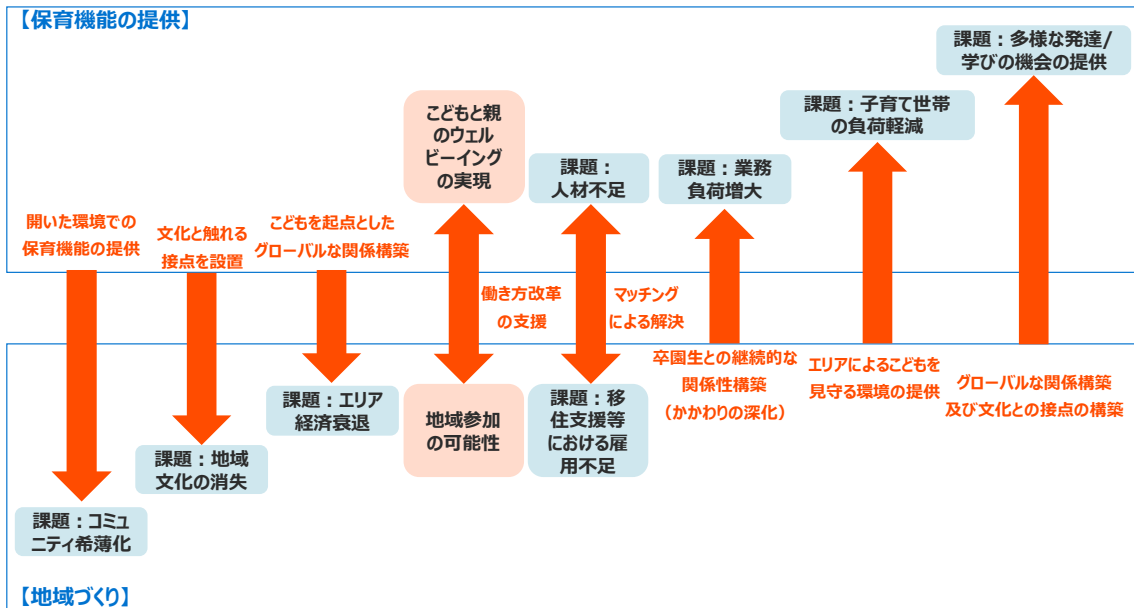 【保育機能の提供】
課題：多様な発達/
学びの機会の提供
課題：子育て世帯
の負荷軽減
こどもと親
のウェル
ビーイング
の実現
課題：
人材不足
課題：業務
負荷増大
開いた環境での
保育機能の提供
文化と触れる
接点を設置
こどもを起点とした
グローバルな関係構築
働き方改革
の支援
マッチング
による解決
卒園生との継続的な
関係性構築
（かかわりの深化）
エリアによるこどもを
見守る環境の提供
グローバルな関係構築
及び文化との接点の構築
課題：エリア
経済衰退
地域参加
の可能性
課題：移
住支援等
における雇
用不足
課題：地域
文化の消失
課題：コミュ
ニティ希薄化
【地域づくり】